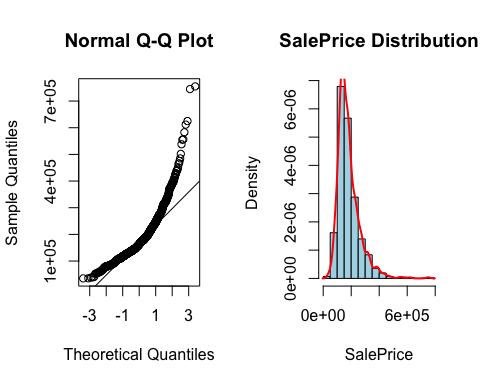 Normal Q-Q Plot
Sample Quantiles
7e+05
4e+05
1e+05
-3 -1 1 3
Theoretical Quantiles
SalePrice Distribution
Density
6e-06
4e-06
2e-06
0e+00
0e+00 6e+05
SalePrice